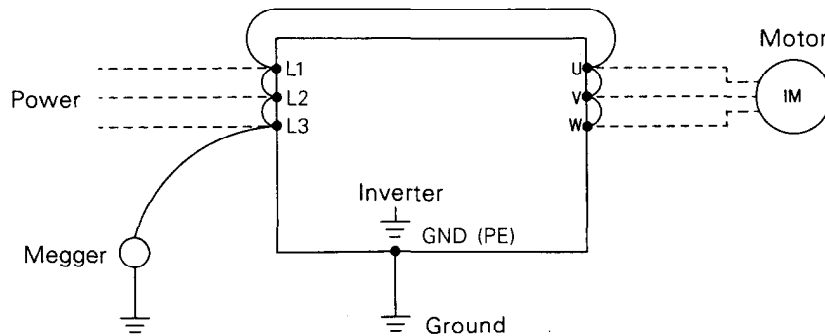 Motor
L1
U
Power
L2
V
IM
L3
W
Inverter
GND (PE)
Megger
Ground